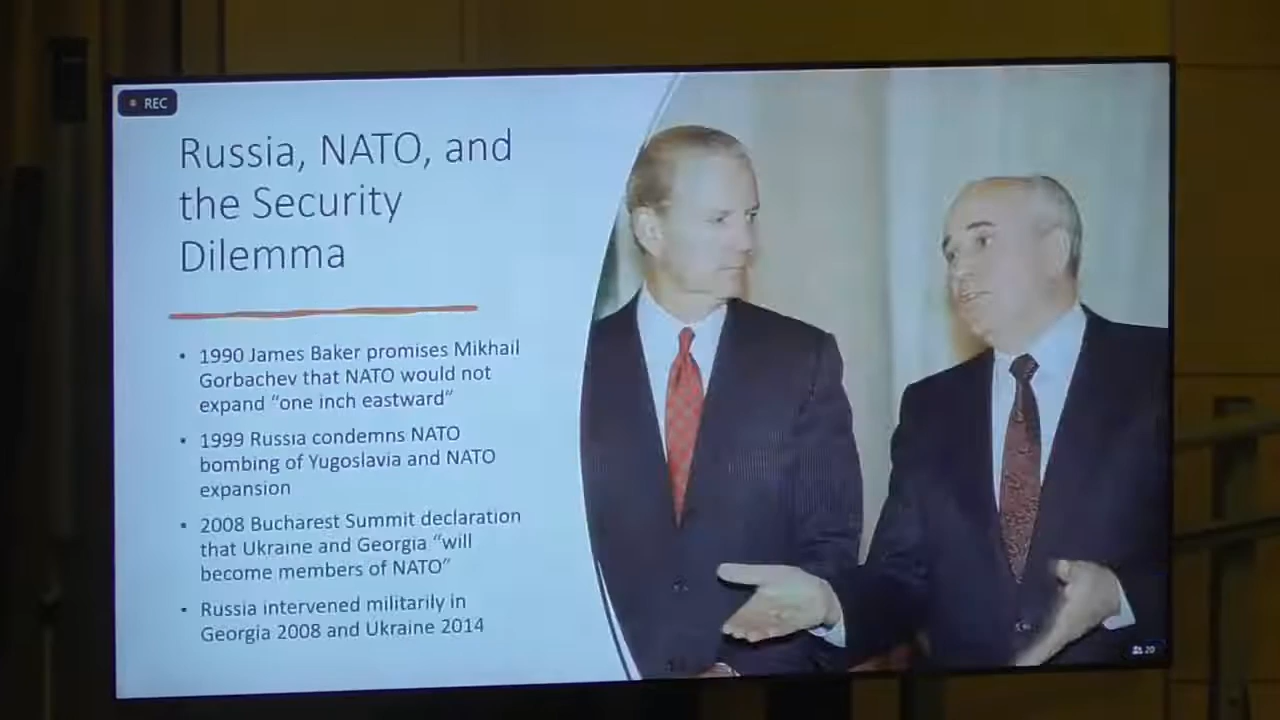 REC
Russia, NATO, and
the Security
Dilemma
• 1990 James Baker promises Mikhail
Gorbachev that NATO would not
expand “one inch eastward”
• 1999 Russia condemns NATO
bombing of Yugoslavia and NATO
expansion
• 2008 Bucharest Summit declaration
that Ukraine and Georgia “will
become members of NATO”
• Russia intervened militarily in
Georgia 2008 and Ukraine 2014
20